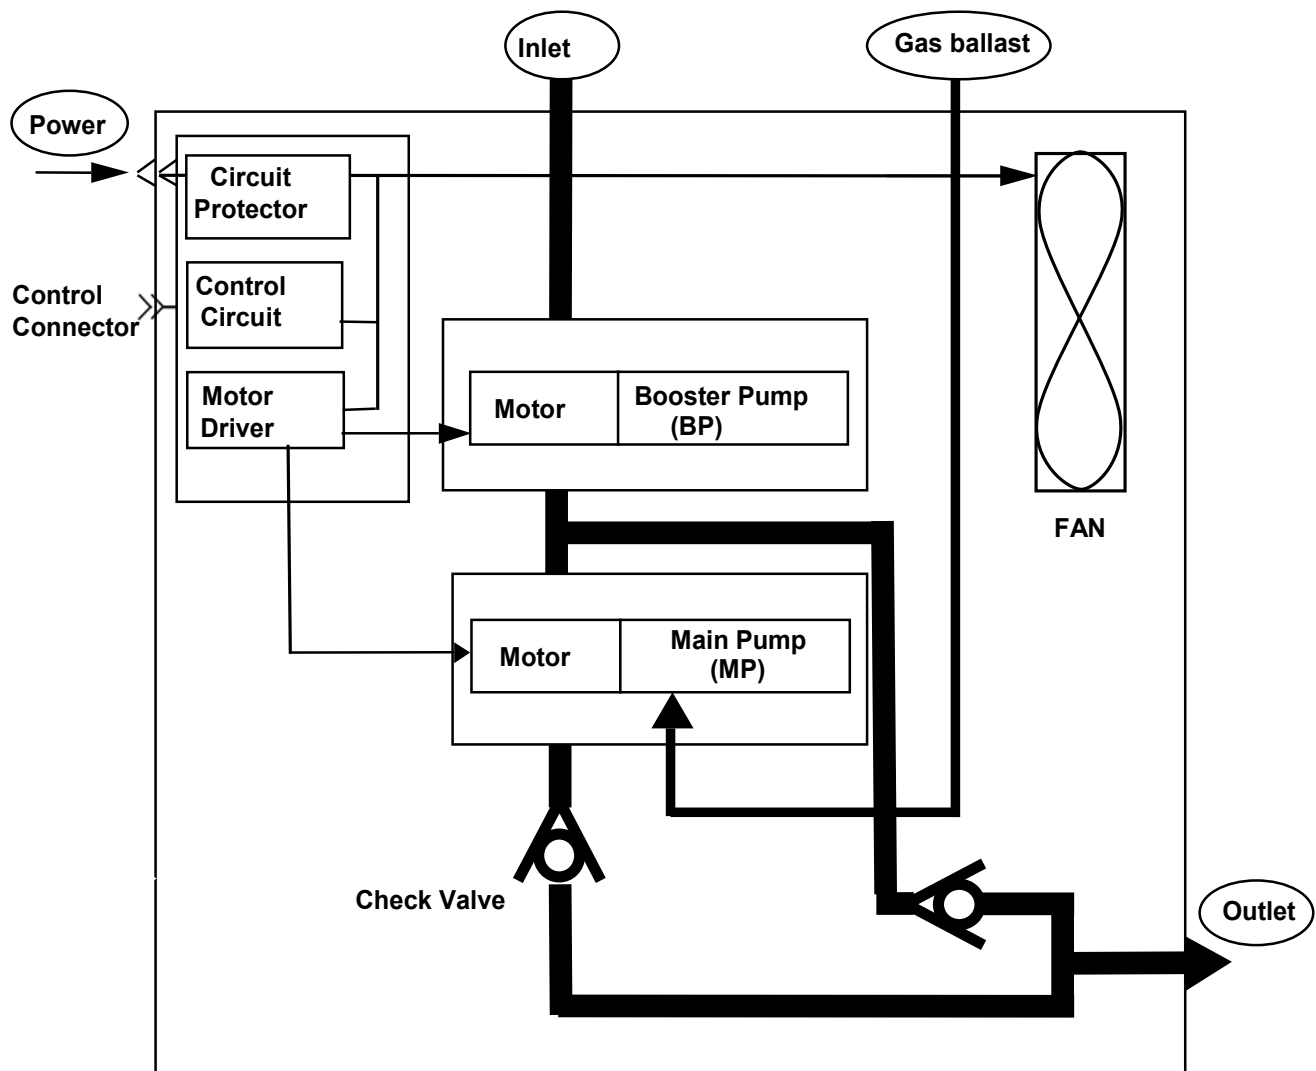 Inlet
Gas ballast
Power
Circuit
Protector
Control
Connector
Control
Circuit
Motor
Driver
Motor
Booster Pump
(BP)
FAN
Motor
Main Pump
(MP)
Check Valve
Outlet